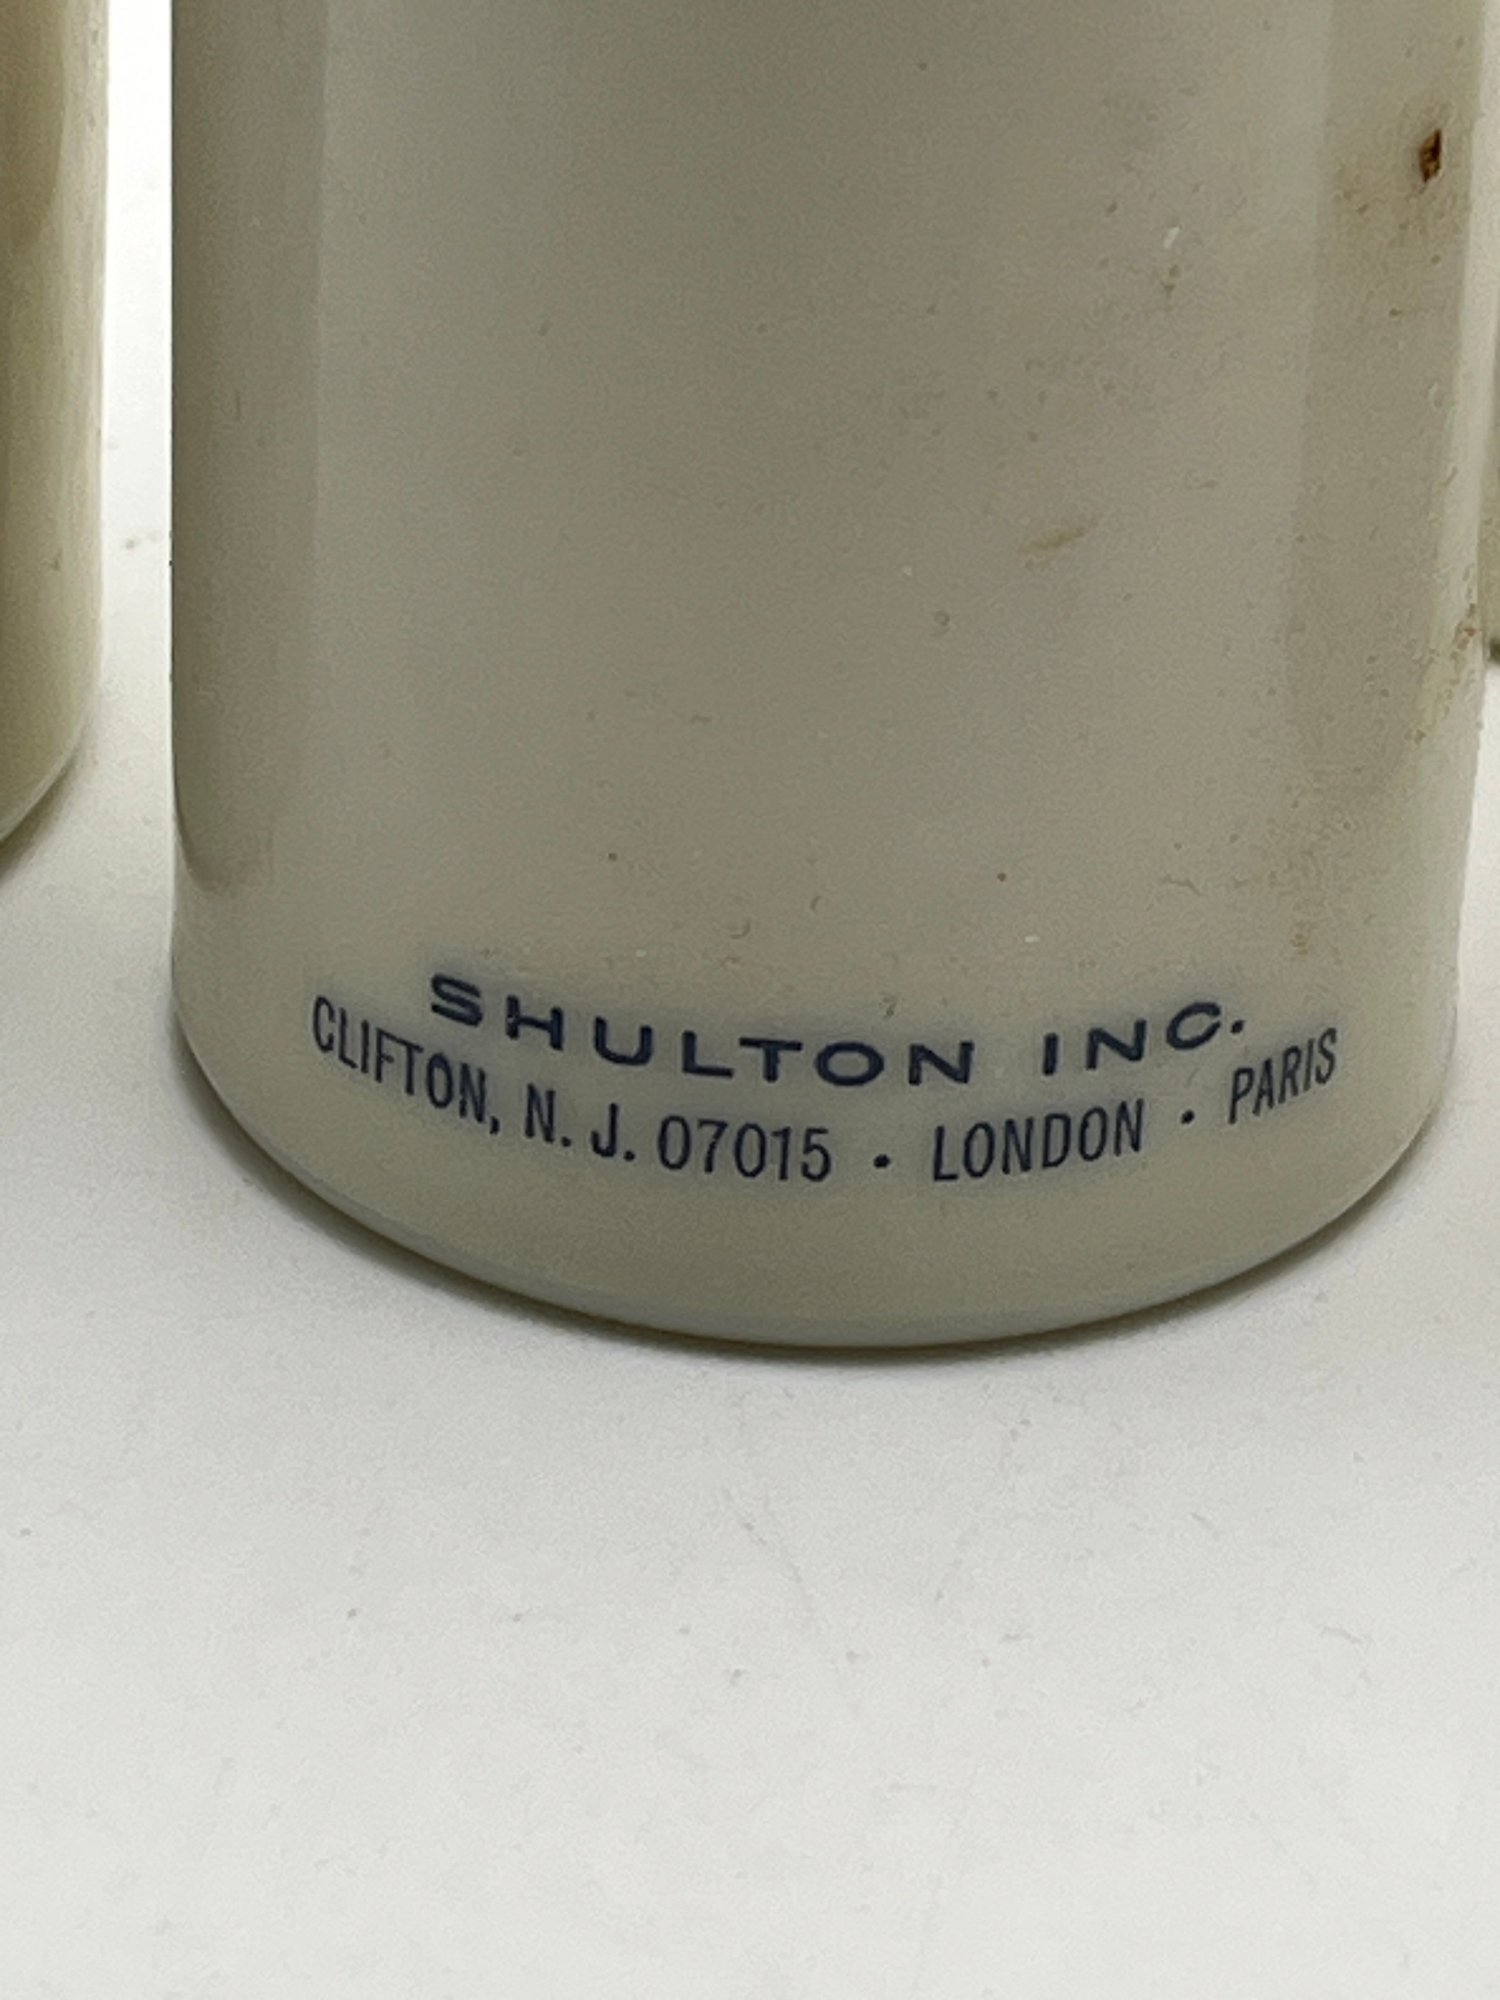 SHULTON INC.
CLIFTON, N. J. 07015 · LONDON · PARIS